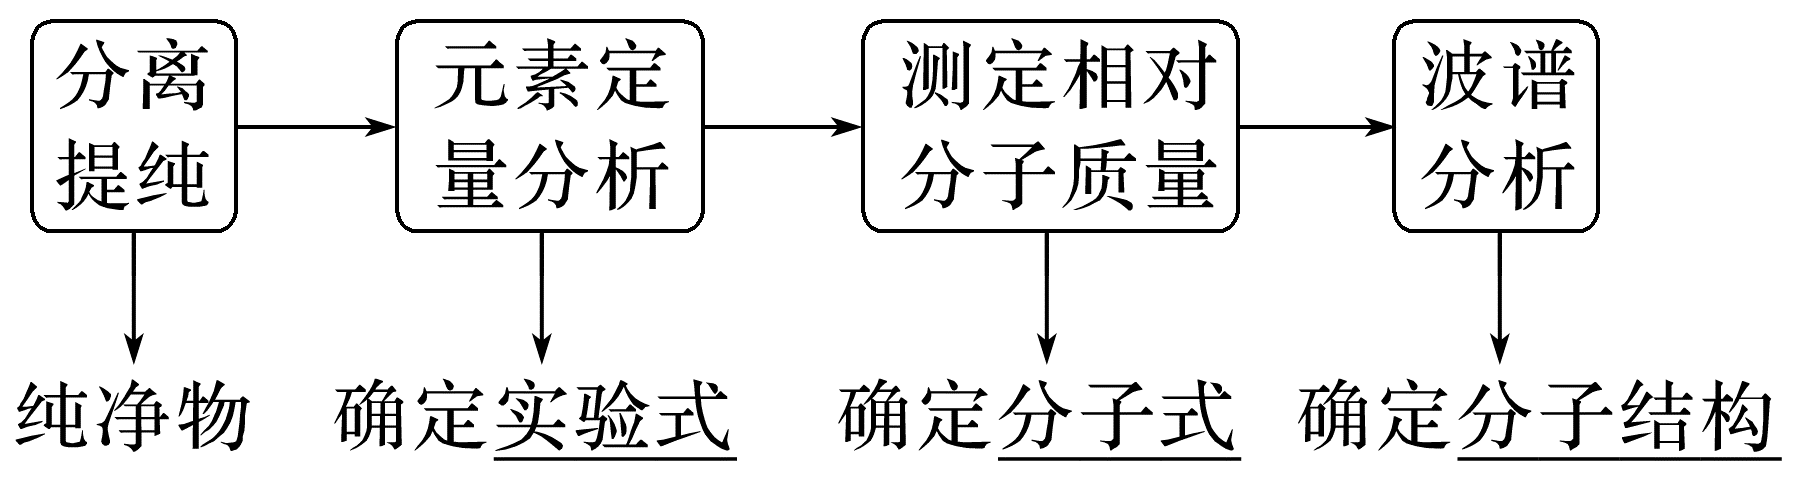 分离
提纯
元素定
量分析
测定相对
分子质量
波谱
分析
纯净物
确定实验式
确定分子式
确定分子结构